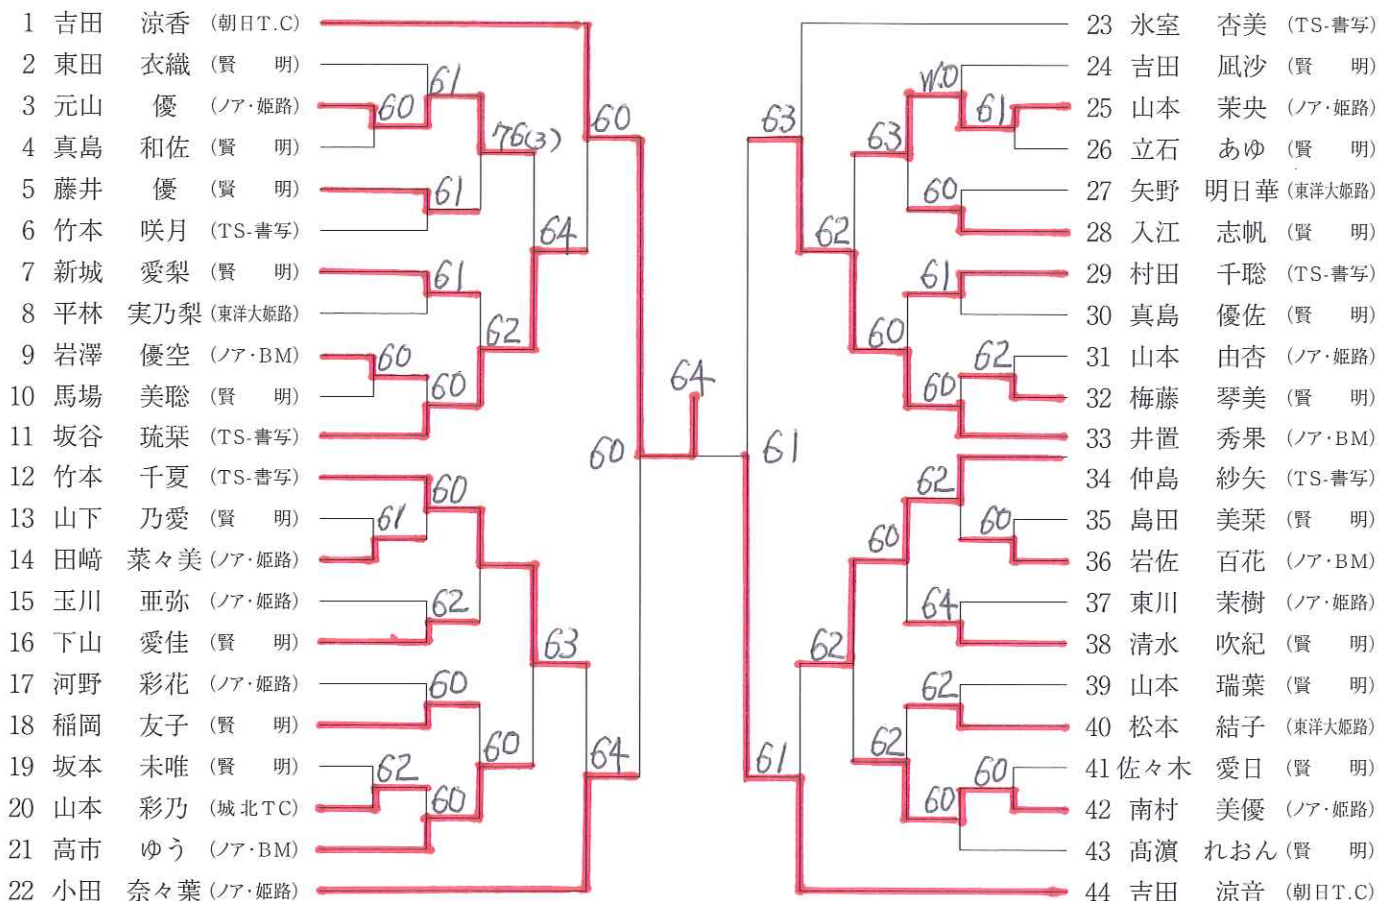 1 吉田 涼香 (朝日T.C)
2 東田 衣織 (賢 明)
3 元山 優 (ノア・姫路)
4 真島 和佐 (賢 明)
5 藤井 優 (賢 明)
6 竹本 咲月 (TS-書写)
7 新城 愛梨 (賢 明)
8 平林 実乃梨 (東洋大姫路)
9 岩澤 優空 (ノア・BM)
10 馬場 美聡 (賢 明)
11 坂谷 琉栞 (TS-書写)
12 竹本 千夏 (TS-書写)
13 山下 乃愛 (賢 明)
14 田﨑 菜々美 (ノア・姫路)
15 玉川 亜弥 (ノア・姫路)
16 下山 愛佳 (賢 明)
17 河野 彩花 (ノア・姫路)
18 稲岡 友子 (賢 明)
19 坂本 未唯 (賢 明)
20 山本 彩乃 (城北TC)
21 高市 ゆう (ノア・BM)
22 小田 奈々葉 (ノア・姫路)
61
60
76(3)
61
60
64
61
62
60
60
60
61
62
63
60
60
62
60
64
60
64
61
23 氷室 杏美 (TS-書写)
24 吉田 凪沙 (賢 明)
25 山本 茉央 (ノア・姫路)
26 立石 あゆ (賢 明)
27 矢野 明日華 (東洋大姫路)
28 入江 志帆 (賢 明)
29 村田 千聡 (TS-書写)
30 真島 優佐 (賢 明)
31 山本 由杏 (ノア・姫路)
32 梅藤 琴美 (賢 明)
33 井置 秀果 (ノア・BM)
34 仲島 紗矢 (TS-書写)
35 島田 美栞 (賢 明)
36 岩佐 百花 (ノア・BM)
37 東川 茉樹 (ノア・姫路)
38 清水 吹紀 (賢 明)
39 山本 瑞葉 (賢 明)
40 松本 結子 (東洋大姫路)
41 佐々木 愛日 (賢 明)
42 南村 美優 (ノア・姫路)
43 髙濵 れおん (賢 明)
44 吉田 涼音 (朝日T.C)
W.O
61
63
63
60
62
61
60
62
60
62
60
60
64
62
62
62
60
60
61